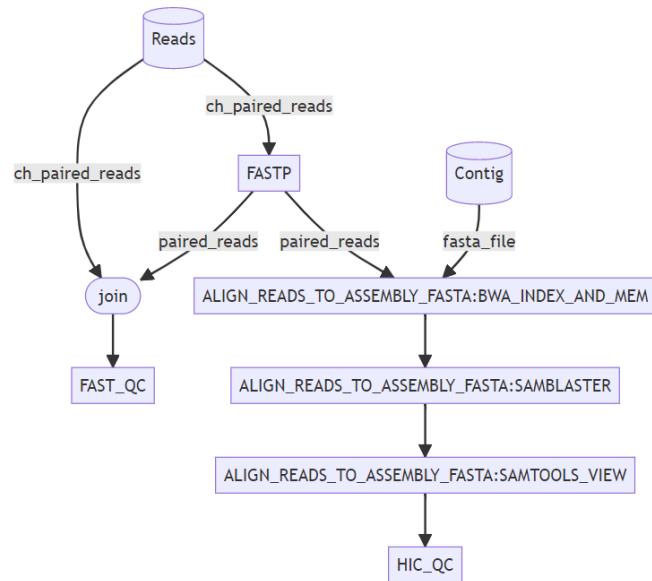 Reads
ch_paired_reads
ch_paired_reads
FASTP
Contig
paired_reads
paired_reads
fasta_file
join
ALIGN_READS_TO_ASSEMBLY_FASTA:BWA_INDEX_AND_MEM
FAST_QC
ALIGN_READS_TO_ASSEMBLY_FASTA:SAMBLASTER
ALIGN_READS_TO_ASSEMBLY_FASTA:SAMTOOLS_VIEW
HIC_QC